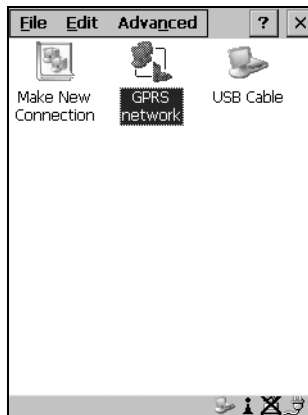 File Edit Advanced ? ×
Make New Connection
GPRS network
USB Cable